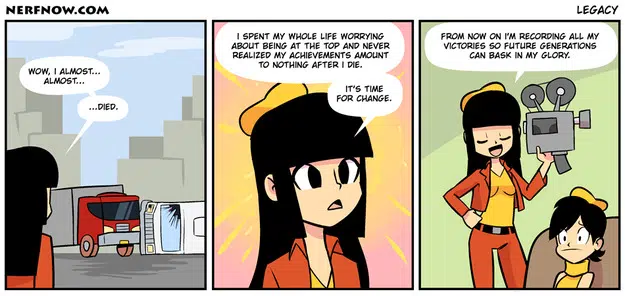 NERFNOW.COM
LEGACY
WOW, I ALMOST...
ALMOST...
...DIED.
I SPENT MY WHOLE LIFE WORRYING
ABOUT BEING AT THE TOP AND NEVER
REALIZED MY ACHIEVEMENTS AMOUNT
TO NOTHING AFTER I DIE.
IT'S TIME
FOR CHANGE.
FROM NOW ON I'M RECORDING ALL MY
VICTORIES SO FUTURE GENERATIONS
CAN BASK IN MY GLORY.